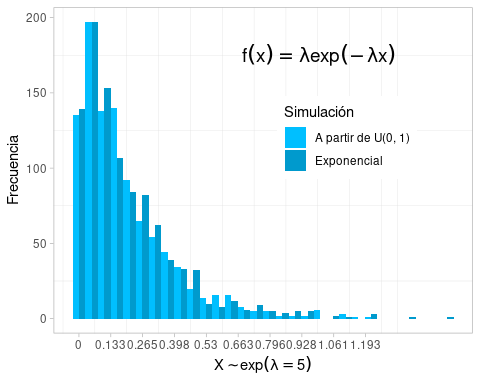 200
f(x) = λexp(−λx)
150
Simulación
A partir de U(0, 1)
Exponencial
Frecuencia
100
50
0
0 0.133 0.265 0.398 0.53 0.663 0.796 0.928 1.061 1.193
X ~ exp(λ = 5)